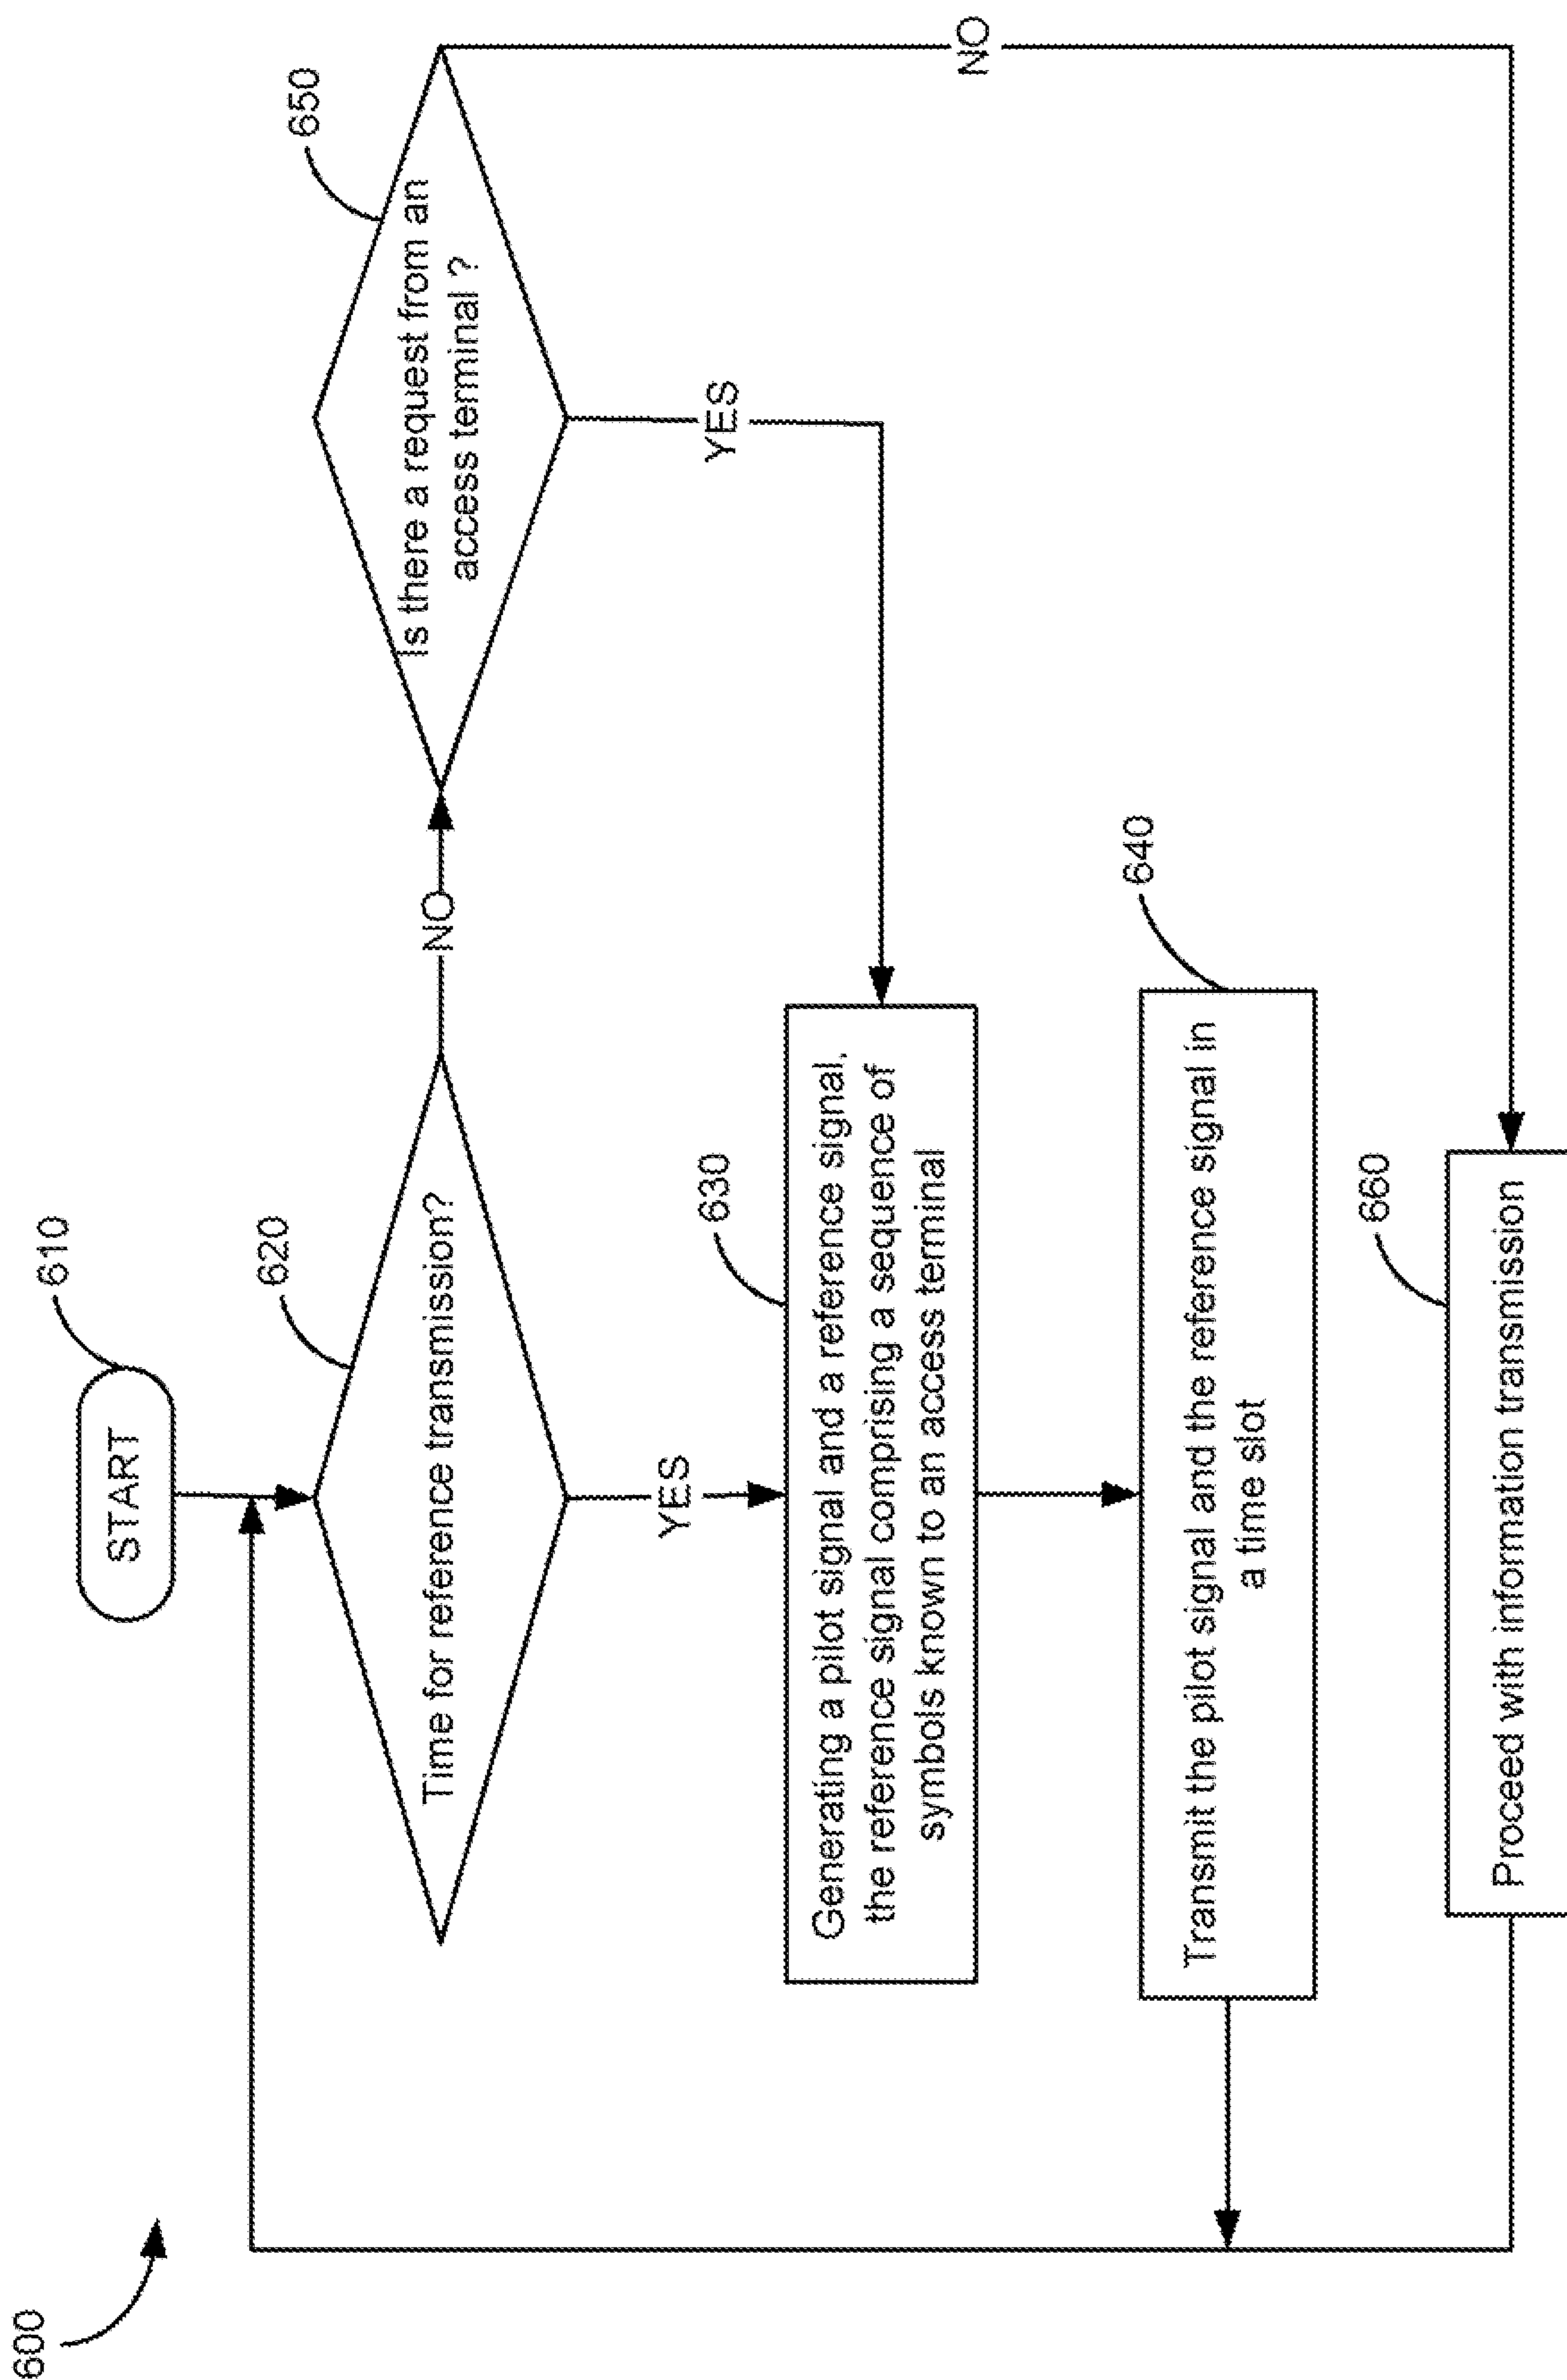 600
610
START
620
Time for reference transmission?
NO
650
Is there a request from an
access terminal ?
YES
YES
NO
630
Generating a pilot signal and a reference signal,
the reference signal comprising a sequence of
symbols known to an access terminal
640
Transmit the pilot signal and the reference signal in
a time slot
660
Proceed with information transmission